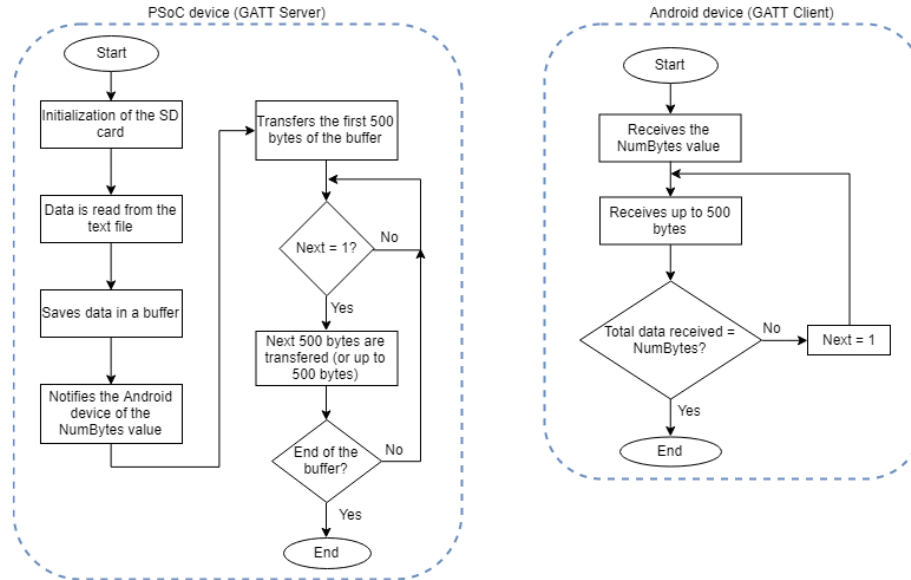 PSoC device (GATT Server)
Start
Initialization of the SD
card
Data is read from the
text file
Saves data in a buffer
Notifies the Android
device of the
NumBytes value
Transfers the first 500
bytes of the buffer
Next = 1?
No
Yes
Next 500 bytes are
transfered (or up to
500 bytes)
End of the
buffer?
No
Yes
End
Android device (GATT Client)
Start
Receives the
NumBytes value
Receives up to 500
bytes
Total data received =
NumBytes?
No
Next = 1
Yes
End